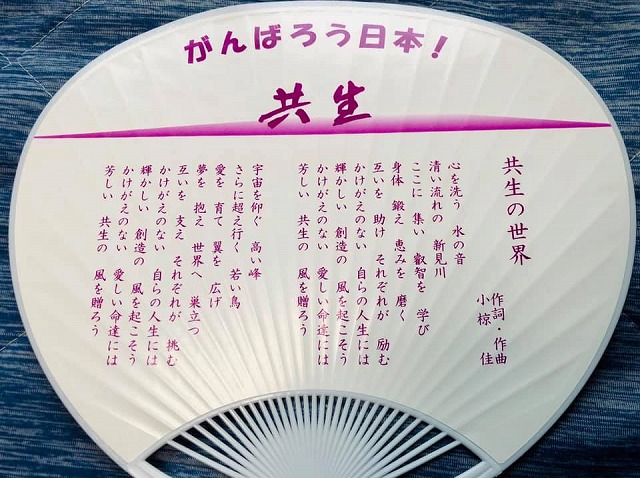 がんばろう日本！
共生
共生の世界
作詞・作曲
小椋 佳
心を洗う 水の音
清い流れの 新見川
ここに 集い 叡智を 学び
身体 鍛え 恵みを 磨く
互いを 助け それぞれが 励む
かけがえのない 自らの人生には
輝かしい 創造の 風を起こそう
かけがえのない 愛しい命達には
芳しい 共生の 風を贈ろう
宇宙を仰ぐ 高い峰
さらに超え行く 若い鳥
愛を 育て 翼を 広げ
夢を 抱え 世界へ 巣立つ
互いを 支え それぞれが 挑む
かけがえのない 自らの人生には
輝かしい 創造の 風を起こそう
かけがえのない 愛しい命達には
芳しい 共生の 風を贈ろう